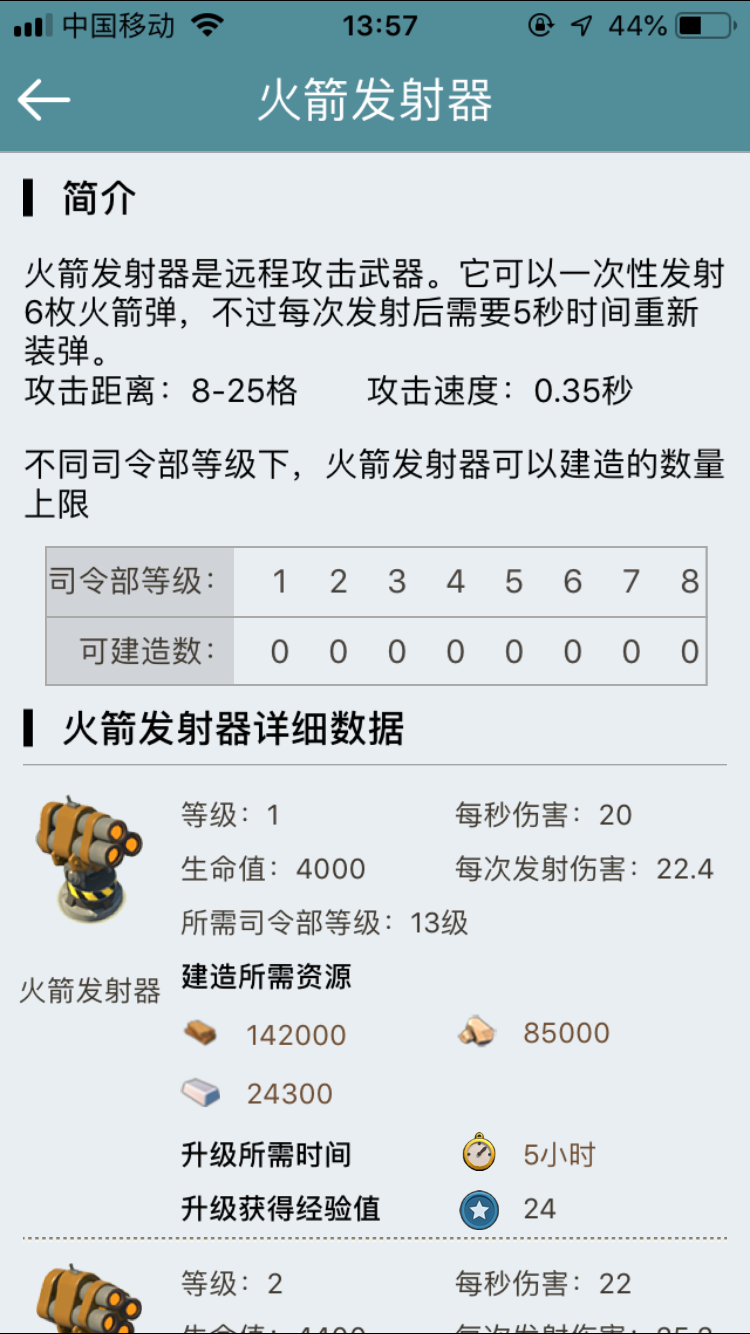 中国移动 13:57 44%
火箭发射器
简介
火箭发射器是远程攻击武器。它可以一次性发射
6枚火箭弹，不过每次发射后需要5秒时间重新
装弹。
攻击距离：8-25格 攻击速度：0.35秒
不同司令部等级下，火箭发射器可以建造的数量
上限
司令部等级： 1 2 3 4 5 6 7 8
可建造数： 0 0 0 0 0 0 0 0
火箭发射器详细数据
等级：1 每秒伤害：20
生命值：4000 每次发射伤害：22.4
所需司令部等级：13级
火箭发射器 建造所需资源
142000 85000
24300
升级所需时间 5小时
升级获得经验值 24
等级：2 每秒伤害：22